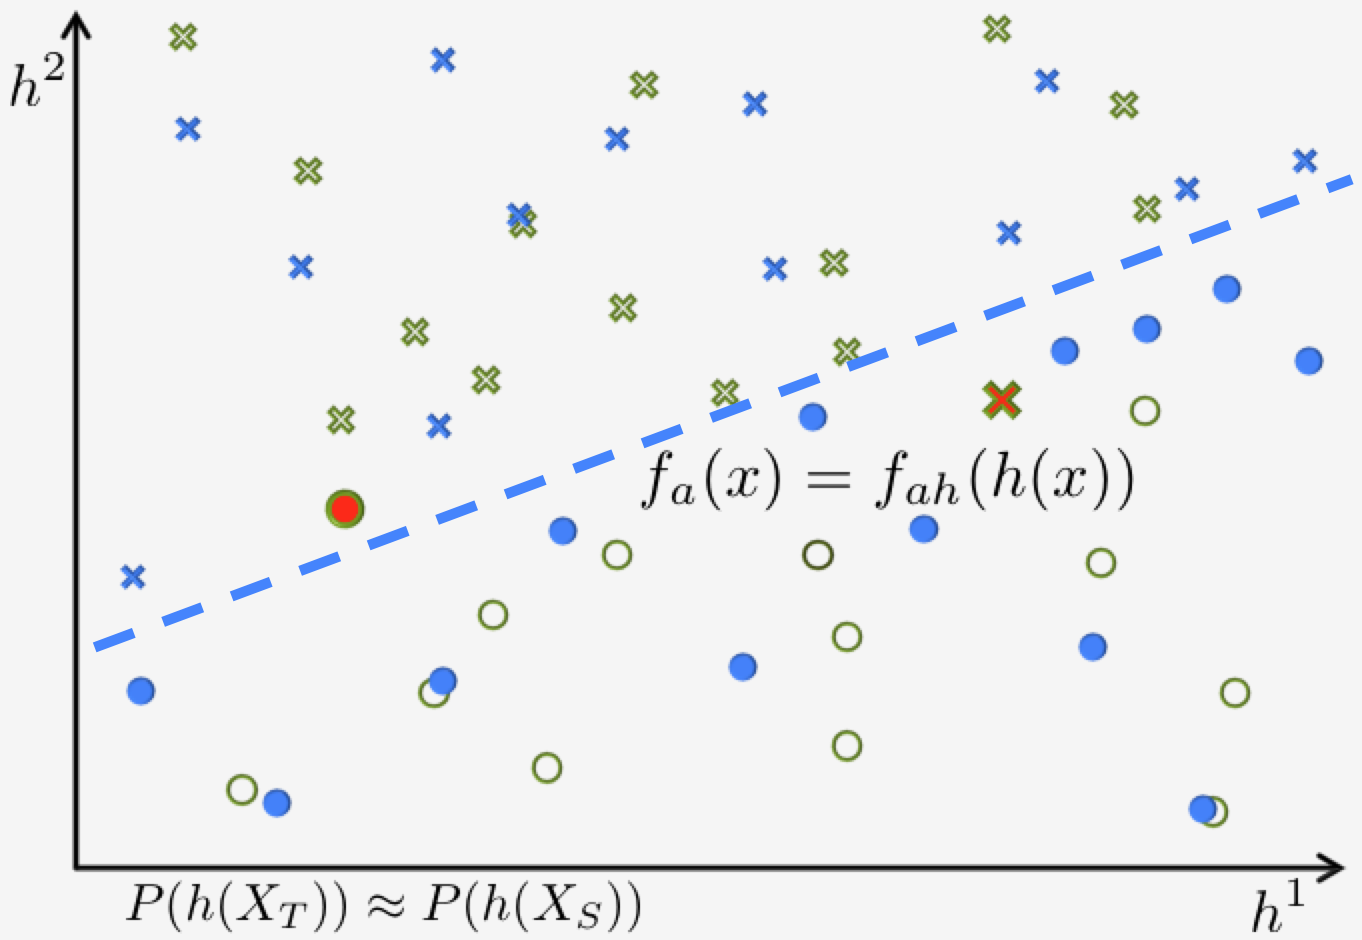 h²
f_a(x) = f_{ah}(h(x))
P(h(X_T)) ≈ P(h(X_S))
h¹